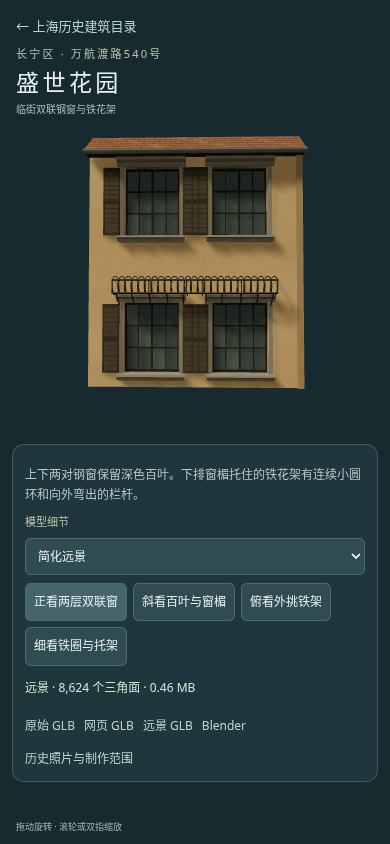 ← 上海历史建筑目录
长宁区 · 万航渡路540号
盛世花园
临街双联钢窗与铁花架
上下两对钢窗保留深色百叶。下排窗楣托住的铁花架有连续小圆
环和向外弯出的栏杆。
模型细节
简化远景
正看两层双联窗 斜看百叶与窗楣 俯看外挑铁架
细看铁圈与托架
远景 · 8,624 个三角面 · 0.46 MB
原始 GLB 网页 GLB 远景 GLB Blender
历史照片与制作范围
拖动旋转 · 滚轮或双指缩放